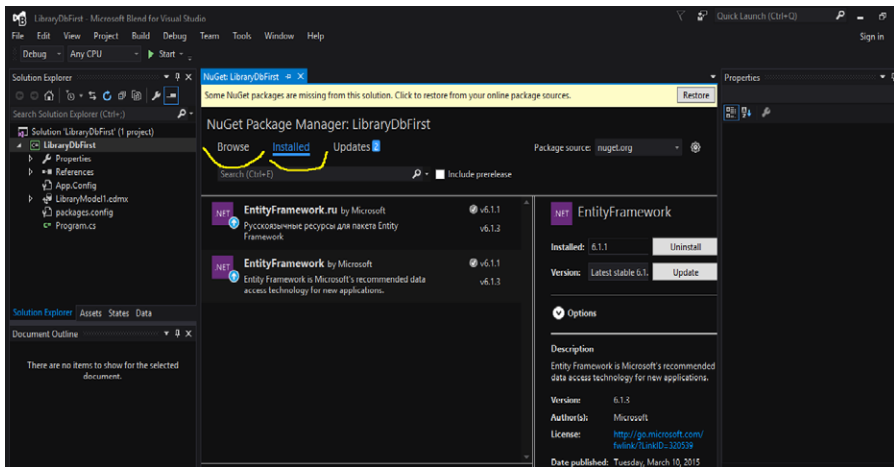 LibraryDbFirst - Microsoft Blend for Visual Studio
Quick Launch (Ctrl+Q)
File Edit View Project Build Debug Team Tools Window Help
Sign in
Debug Any CPU Start
Solution Explorer
NuGet: LibraryDbFirst
Properties
Some NuGet packages are missing from this solution. Click to restore from your online package sources.
Restore
Search Solution Explorer (Ctrl+;)
Solution 'LibraryDbFirst' (1 project)
LibraryDbFirst
Properties
References
App.Config
LibraryModel1.edmx
packages.config
Program.cs
Solution Explorer Assets States Data
Document Outline
There are no items to show for the selected
document.
NuGet Package Manager: LibraryDbFirst
Browse Installed Updates 2
Package source: nuget.org
Search (Ctrl+E)
Include prerelease
.NET
EntityFramework.ru by Microsoft
v6.1.1
Русскоязычные ресурсы для пакета Entity
Framework
v6.1.3
.NET
EntityFramework by Microsoft
v6.1.1
Entity Framework is Microsoft's recommended data
access technology for new applications.
v6.1.3
.NET
EntityFramework
Installed: 6.1.1 Uninstall
Version: Latest stable 6.1. Update
Options
Description
Entity Framework is Microsoft's recommended
data access technology for new applications.
Version: 6.1.3
Author(s): Microsoft
License: http://go.microsoft.com/
fwlink/?LinkID=320539
Date published: Tuesday, March 10, 2015